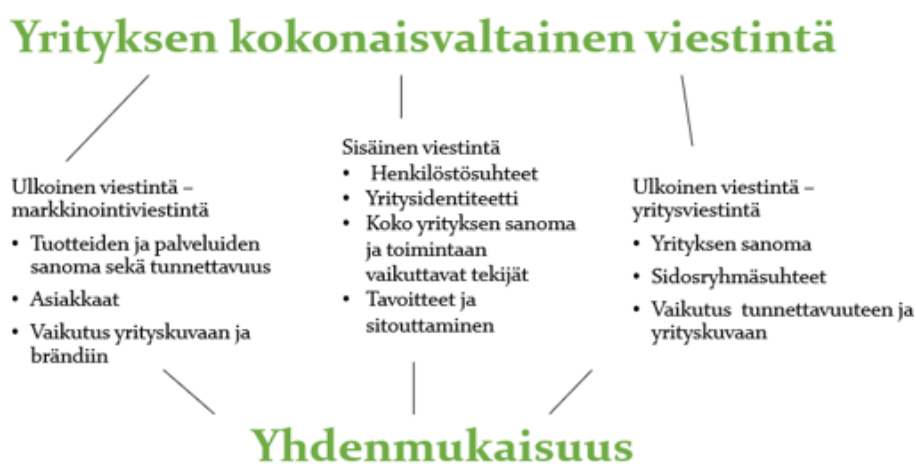 Yrityksen kokonaisvaltainen viestintä
Ulkoinen viestintä –
markkinointiviestintä
• Tuotteiden ja palveluiden
sanoma sekä tunnettavuus
• Asiakkaat
• Vaikutus yrityskuvaan ja
brändiin
Sisäinen viestintä
• Henkilöstösuhteet
• Yritysidentiteetti
• Koko yrityksen sanoma
ja toimintaan
vaikuttavat tekijät
• Tavoitteet ja
sitouttaminen
Ulkoinen viestintä –
yritysviestintä
• Yrityksen sanoma
• Sidosryhmäsuhteet
• Vaikutus tunnettavuuteen ja
yrityskuvaan
Yhdenmukaisuus